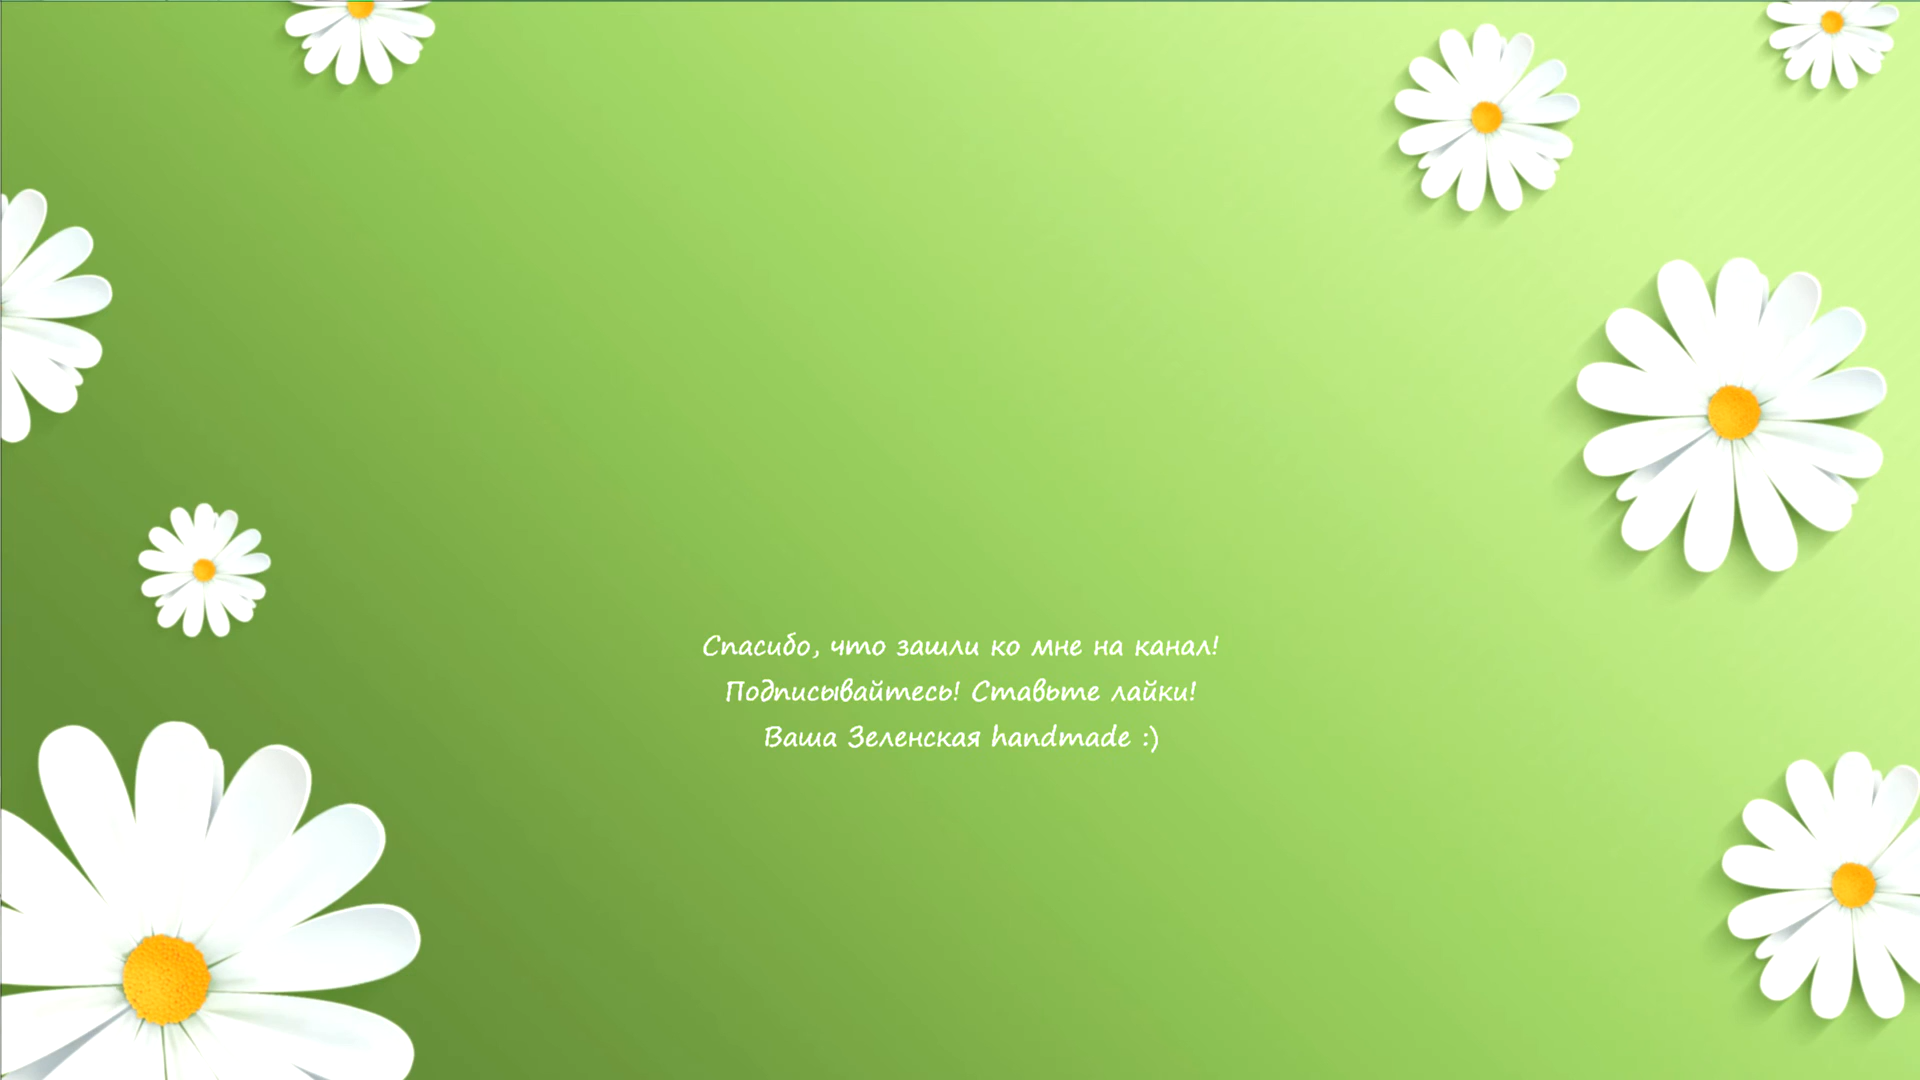 Спасибо, что зашли ко мне на канал!
Подписывайтесь! Ставьте лайки!
Ваша Зеленская handmade :)